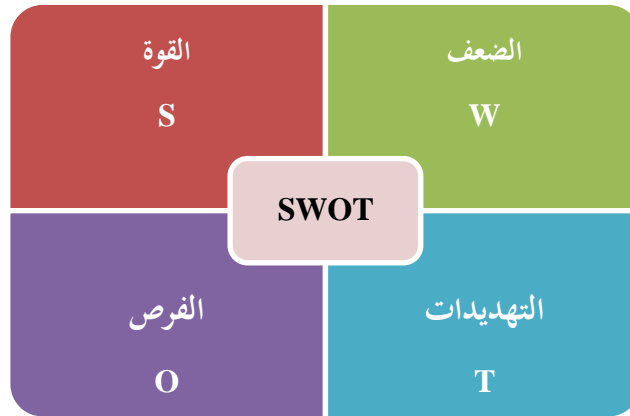 القوة
S
الضعف
W
SWOT
الفرص
O
التهديدات
T